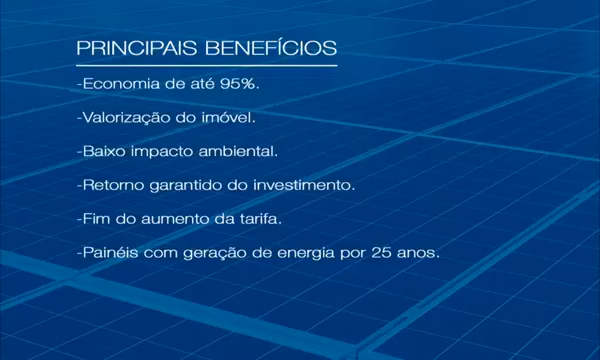 PRINCIPAIS BENEFÍCIOS
-Economia de até 95%.
-Valorização do imóvel.
-Baixo impacto ambiental.
-Retorno garantido do investimento.
-Fim do aumento da tarifa.
-Painéis com geração de energia por 25 anos.